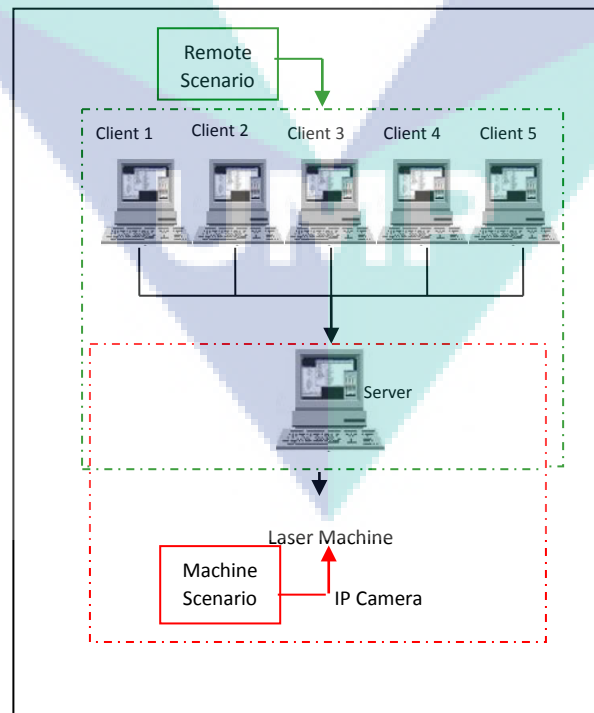 Remote
Scenario
Client 1 Client 2 Client 3 Client 4 Client 5
UMP
Server
Laser Machine
Machine
Scenario
IP Camera